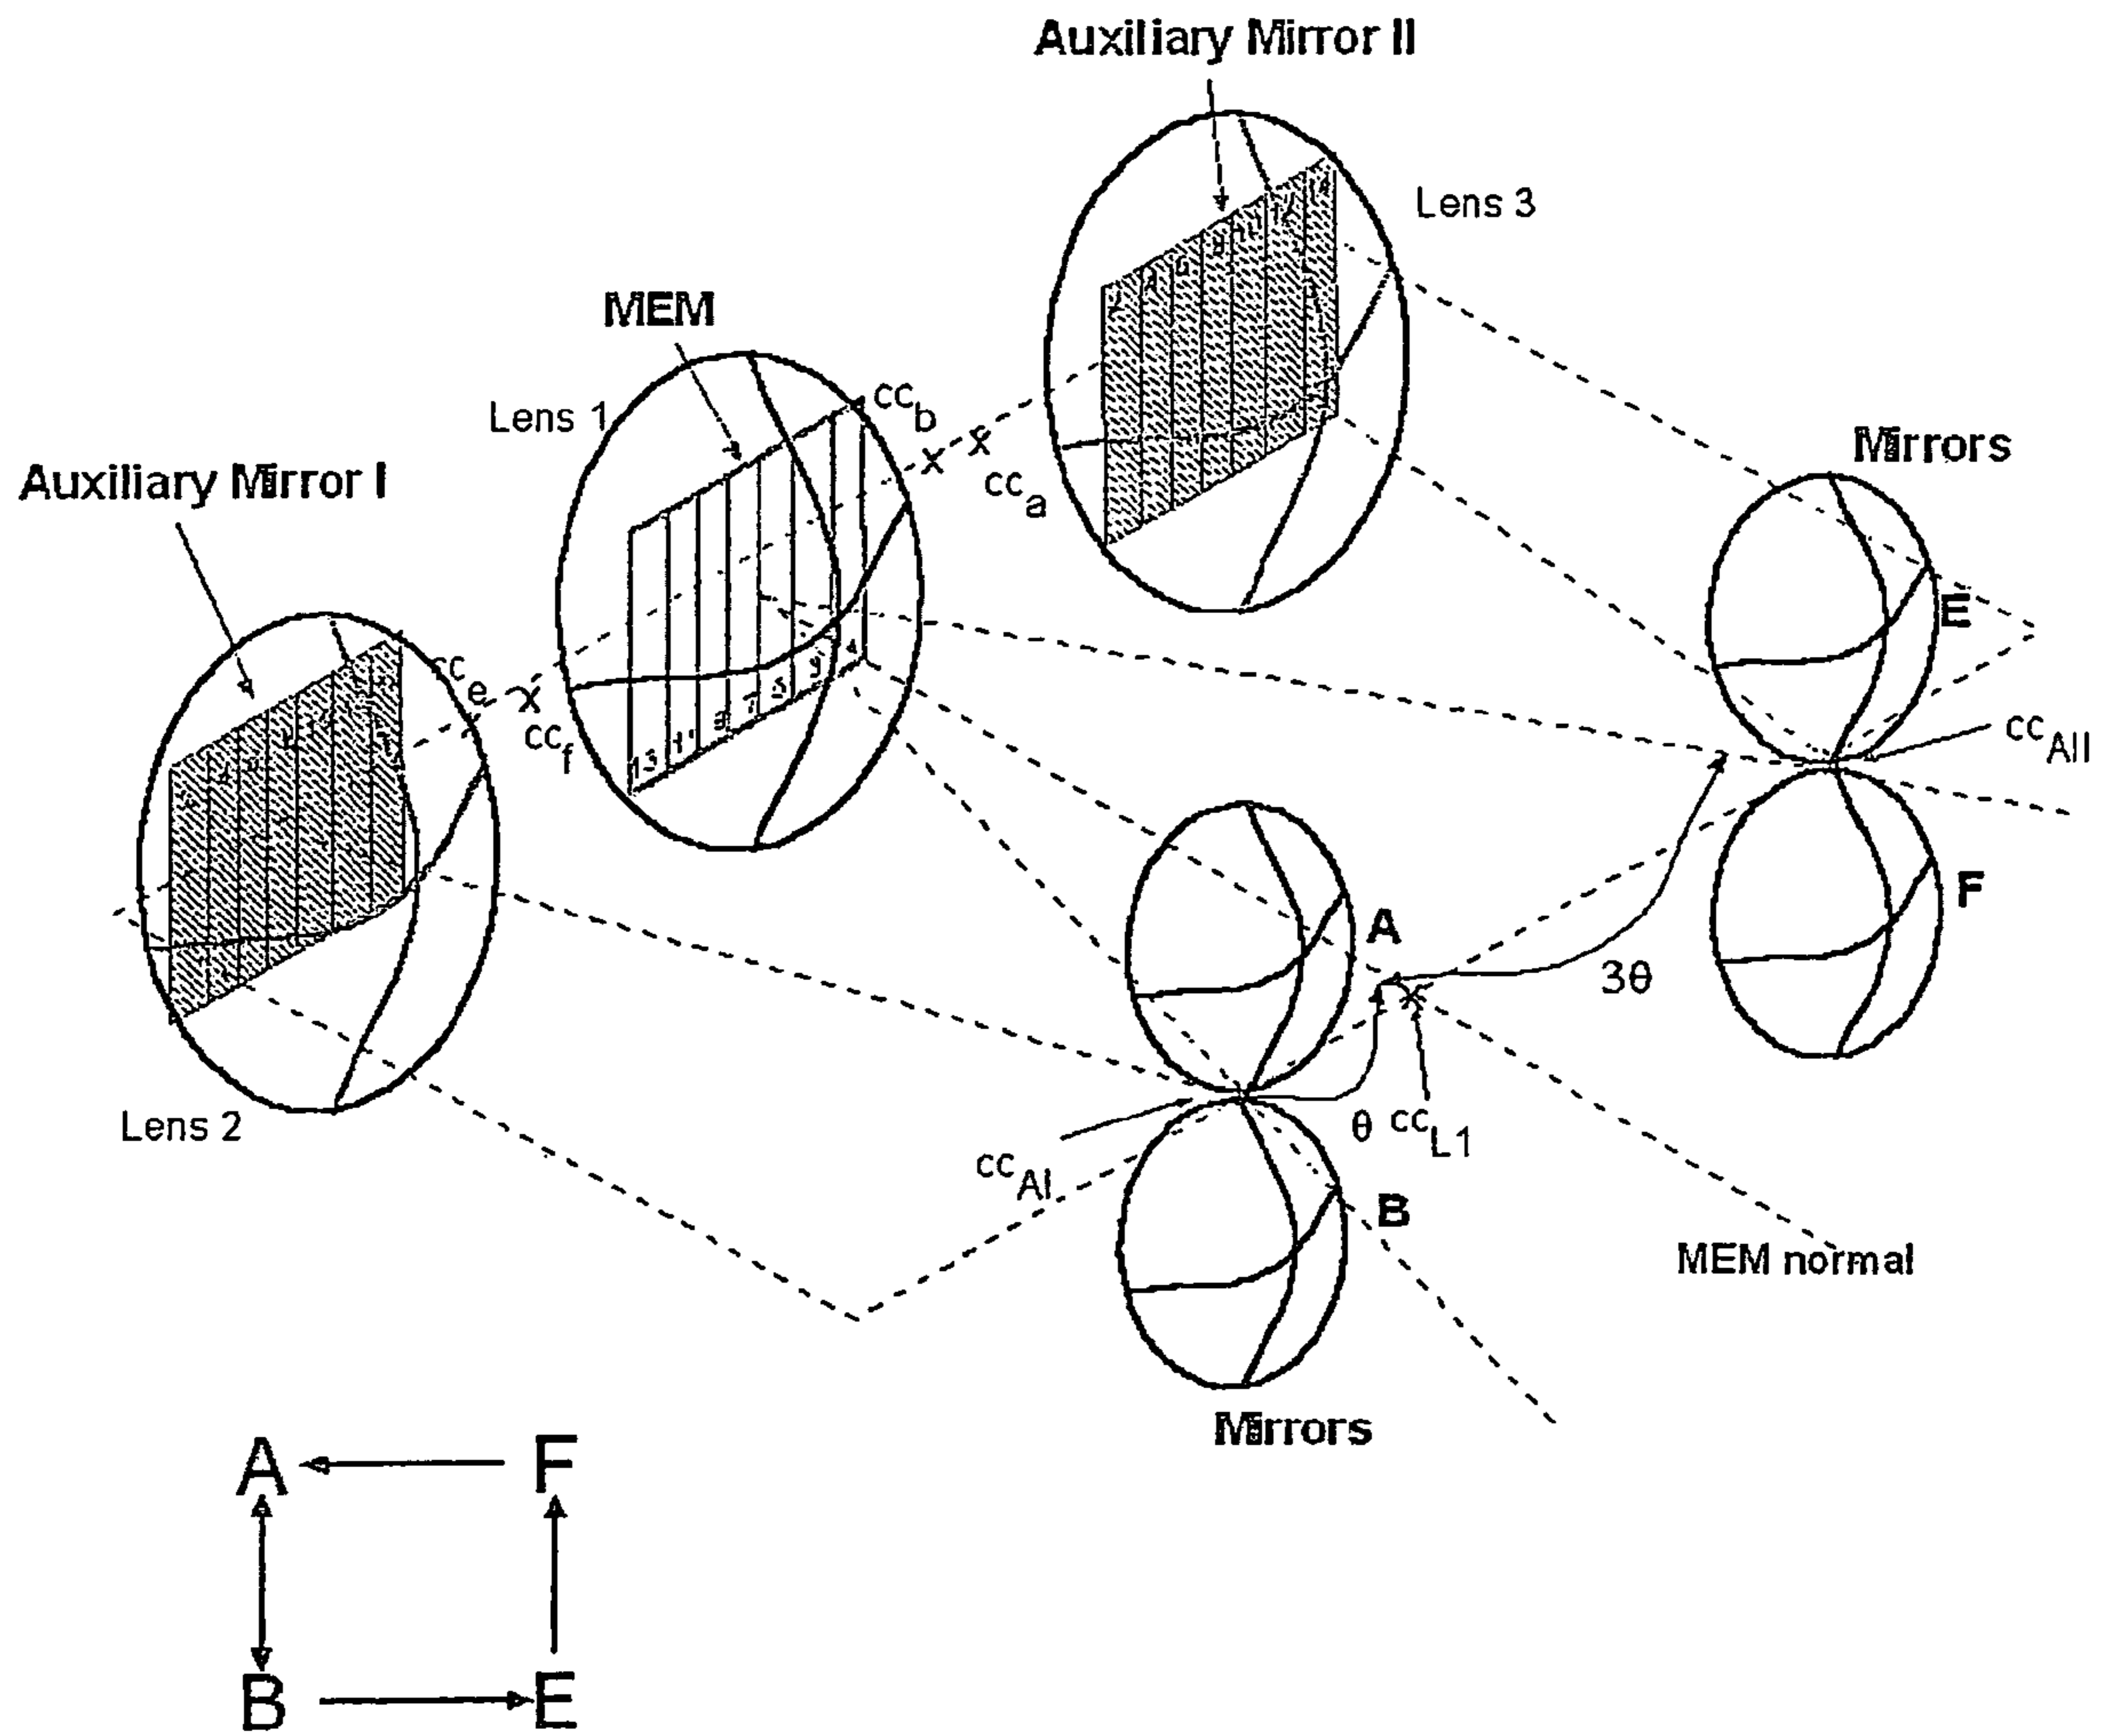 Auxiliary Mirror II
Lens 3
MEM
Lens 1
cc_b
cc_a
Auxiliary Mirror I
Mirrors
E
cc_e
cc_f
cc_AII
A
F
3θ
Lens 2
θ
cc_L1
cc_AI
B
MEM normal
Mirrors
A F
B E